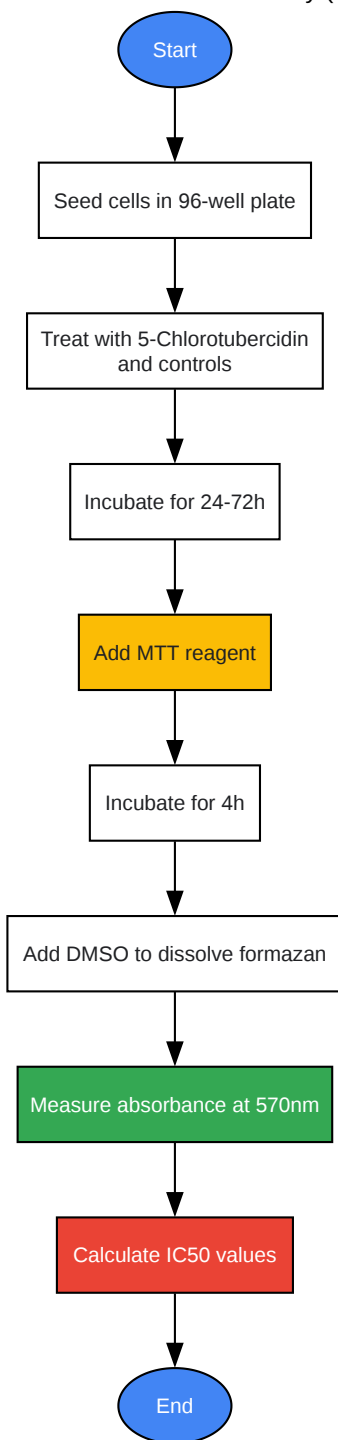 Start
Seed cells in 96-well plate
Treat with 5-Chlorotubercidin
and controls
Incubate for 24-72h
Add MTT reagent
Incubate for 4h
Add DMSO to dissolve formazan
Measure absorbance at 570nm
Calculate IC50 values
End